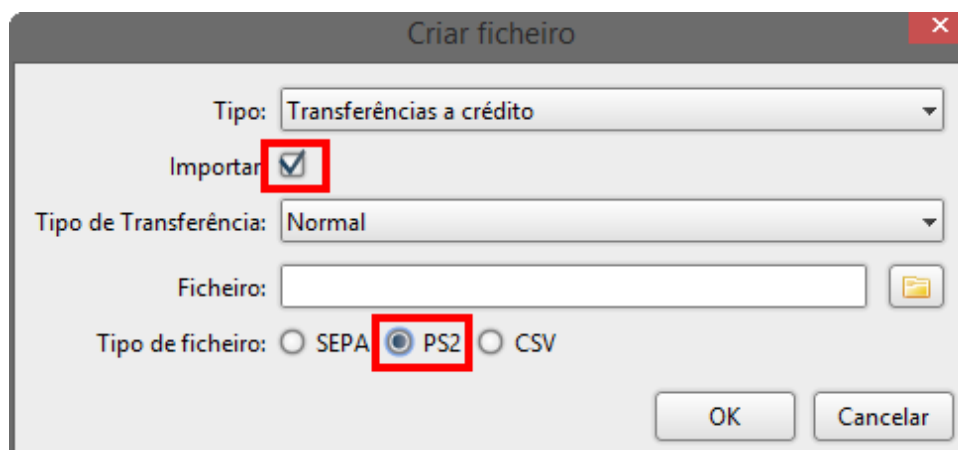 Criar ficheiro
Tipo: Transferências a crédito
Importar
Tipo de Transferência: Normal
Ficheiro:
Tipo de ficheiro: SEPA PS2 CSV
OK Cancelar